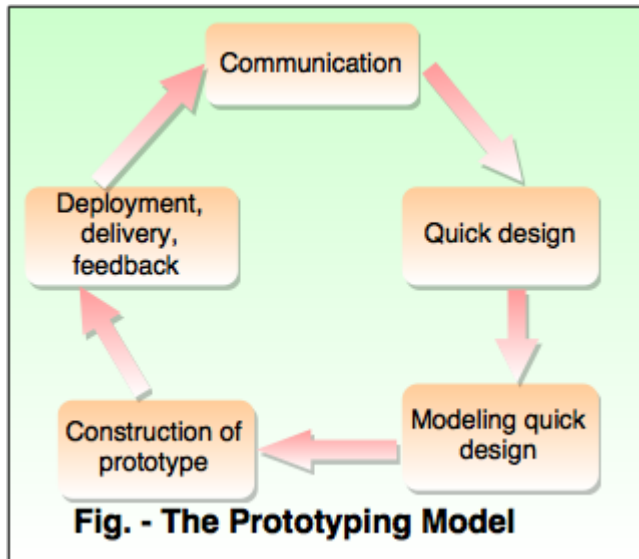 Communication
Quick design
Modeling quick
design
Construction of
prototype
Deployment,
delivery,
feedback
Fig. - The Prototyping Model